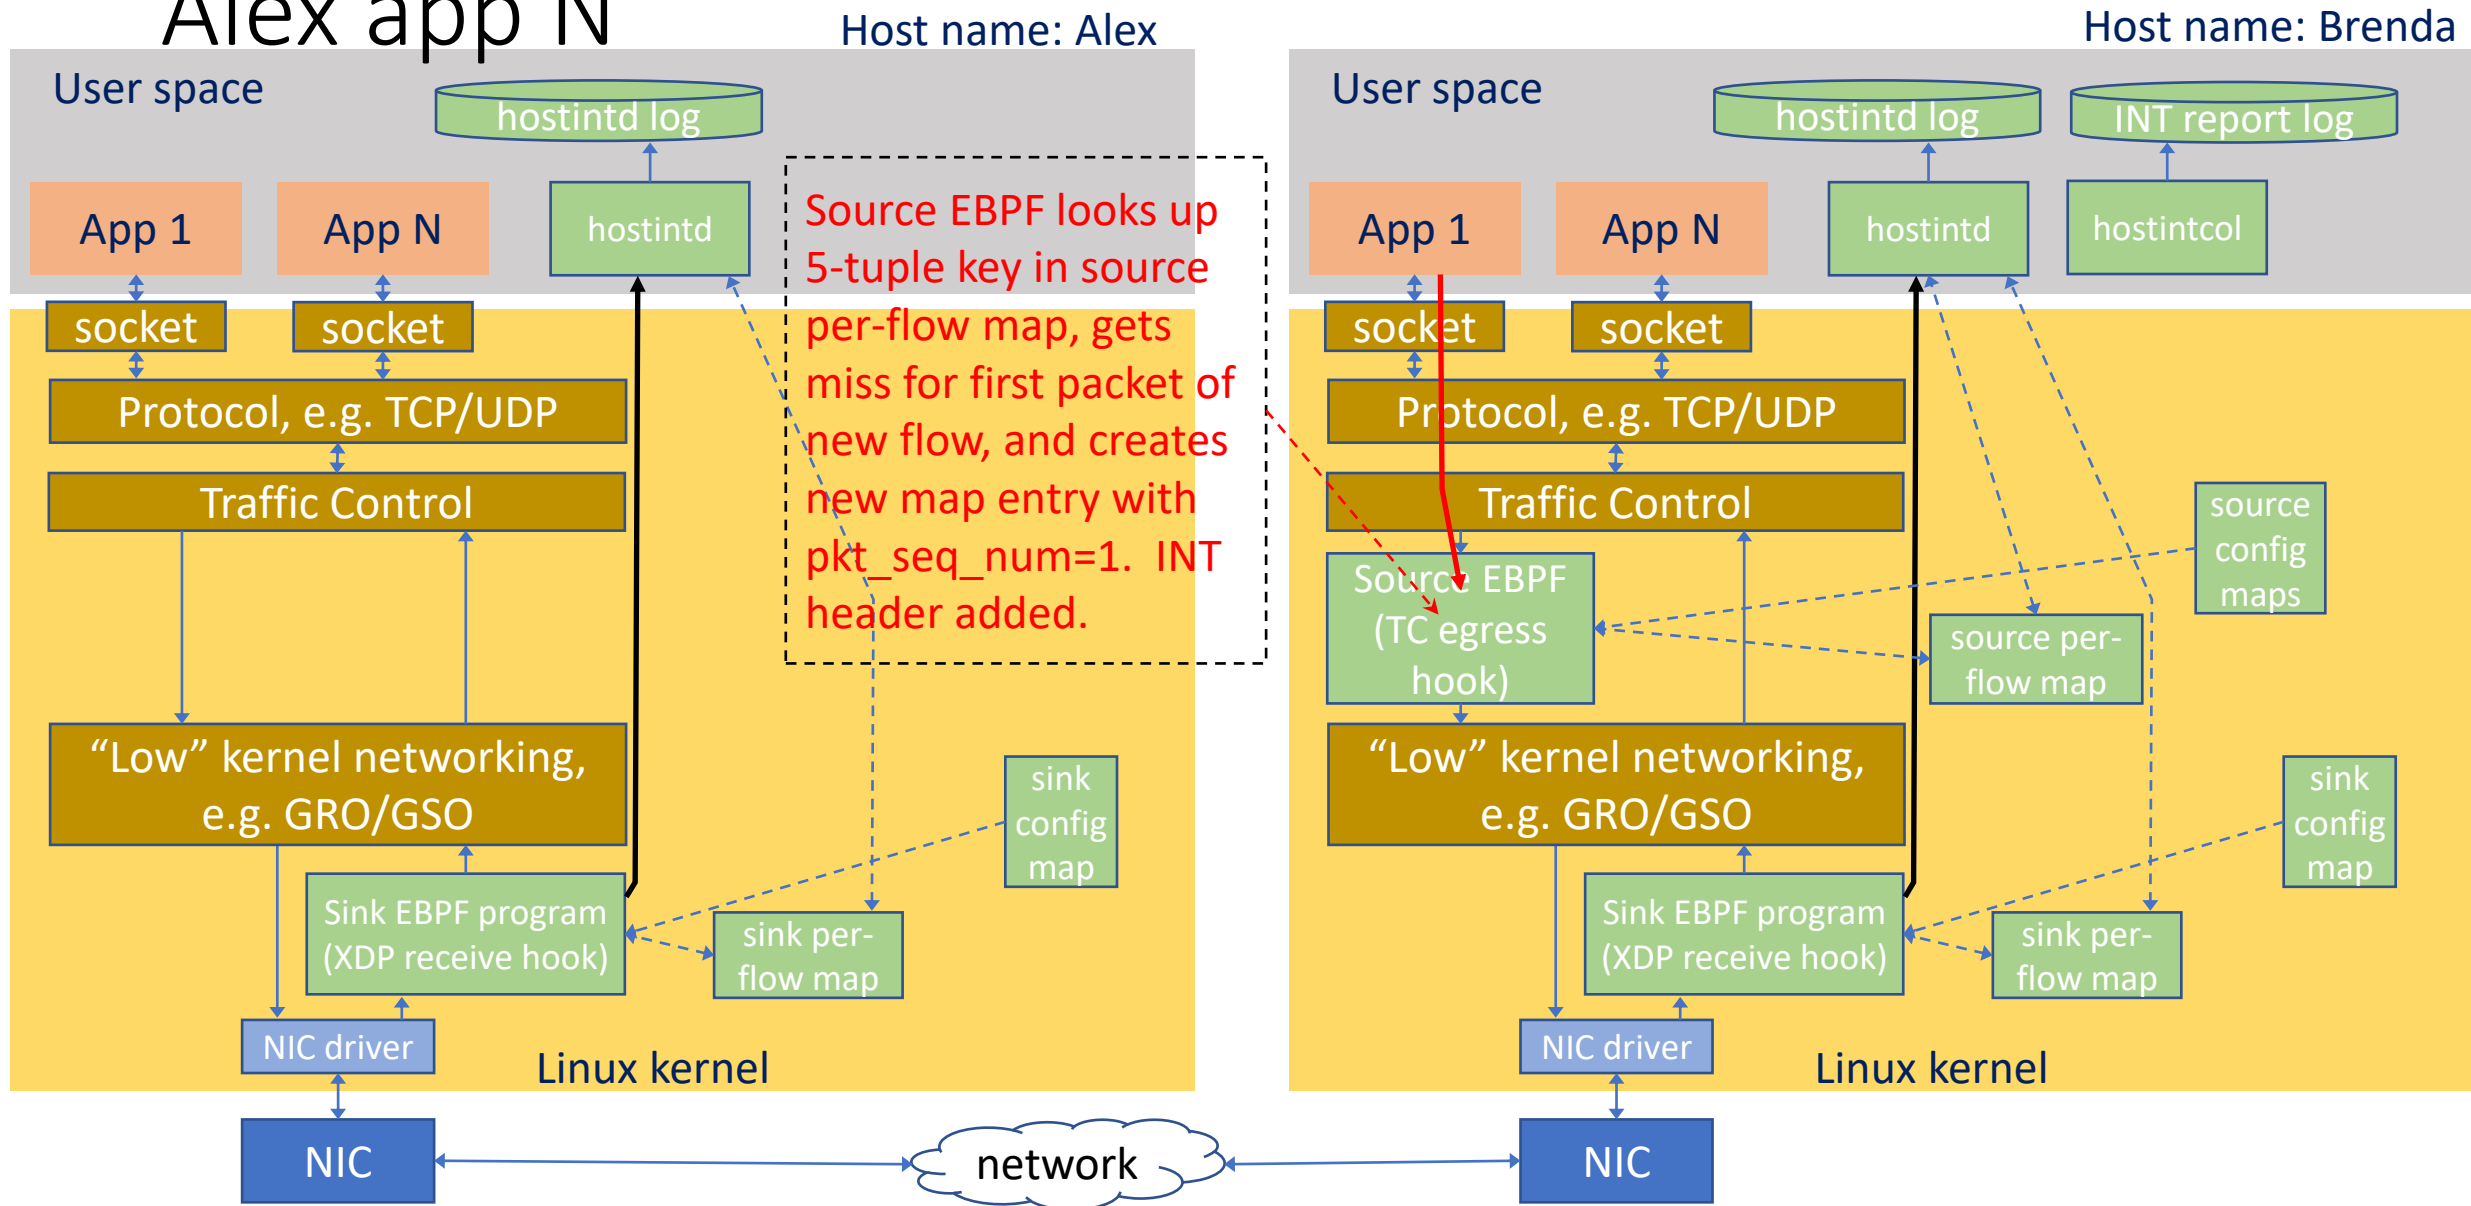 Alex app N
Host name: Alex
User space
hostintd log
App 1
App N
hostintd
socket
socket
Protocol, e.g. TCP/UDP
Traffic Control
“Low” kernel networking,
e.g. GRO/GSO
sink
config
map
Sink EBPF program
(XDP receive hook)
sink per-
flow map
NIC driver
Linux kernel
NIC
Source EBPF looks up
5-tuple key in source
per-flow map, gets
miss for first packet of
new flow, and creates
new map entry with
pkt_seq_num=1.  INT
header added.
network
Host name: Brenda
User space
hostintd log
INT report log
App 1
App N
hostintd
hostintcol
socket
socket
Protocol, e.g. TCP/UDP
Traffic Control
source
config
maps
Source EBPF
(TC egress
hook)
source per-
flow map
“Low” kernel networking,
e.g. GRO/GSO
sink
config
map
Sink EBPF program
(XDP receive hook)
sink per-
flow map
NIC driver
Linux kernel
NIC